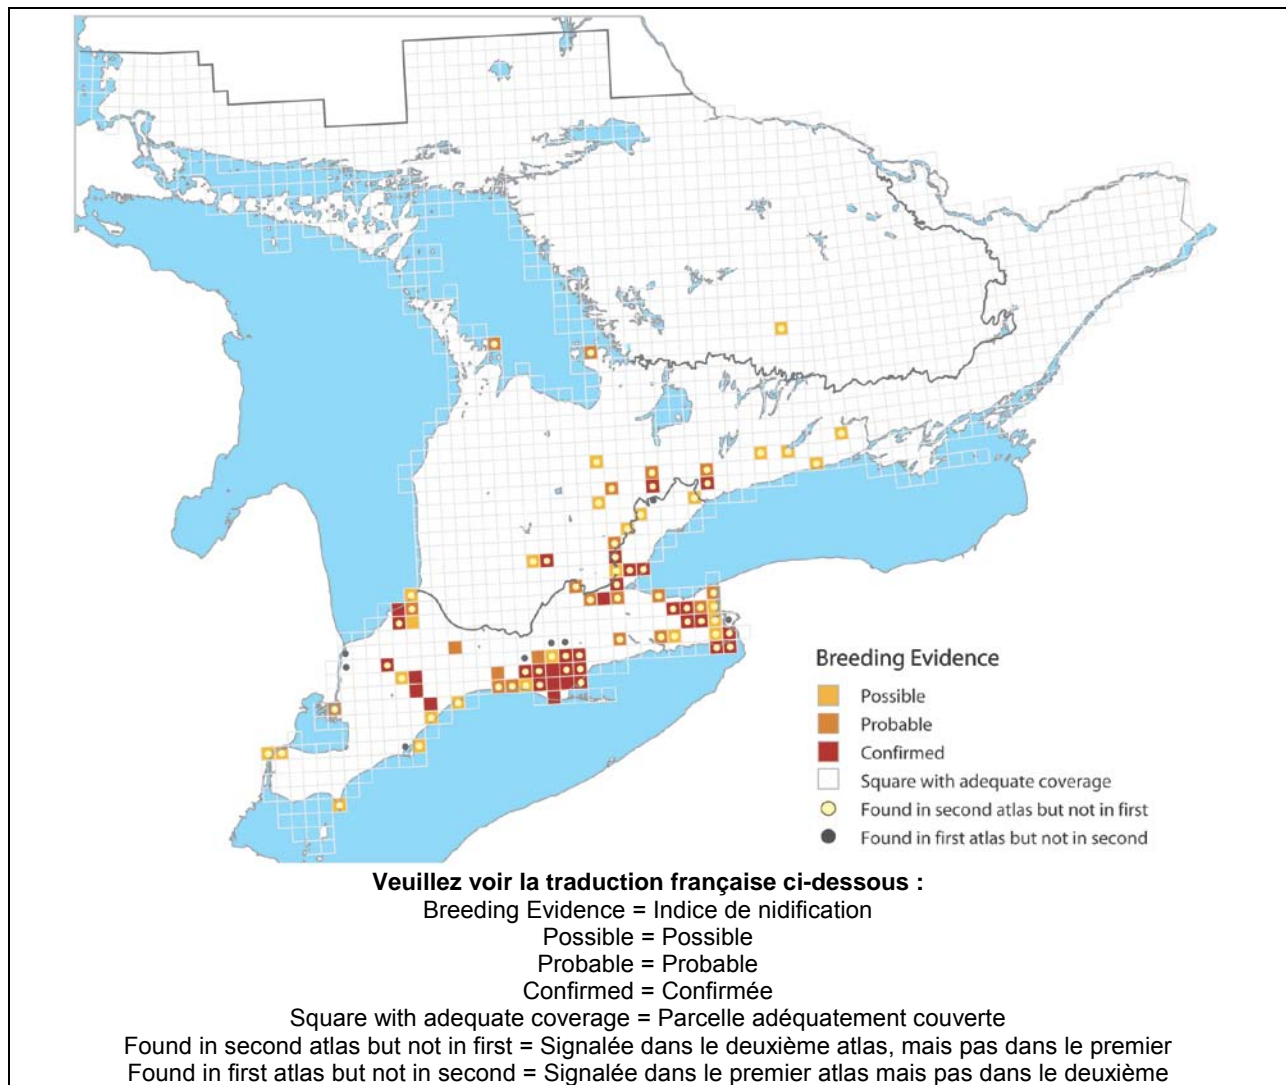 Breeding Evidence
Possible
Probable
Confirmed
Square with adequate coverage
Found in second atlas but not in first
Found in first atlas but not in second
Veuillez voir la traduction française ci-dessous :
Breeding Evidence = Indice de nidification
Possible = Possible
Probable = Probable
Confirmed = Confirmée
Square with adequate coverage = Parcelle adéquatement couverte
Found in second atlas but not in first = Signalée dans le deuxième atlas, mais pas dans le premier
Found in first atlas but not in second = Signalée dans le premier atlas mais pas dans le deuxième